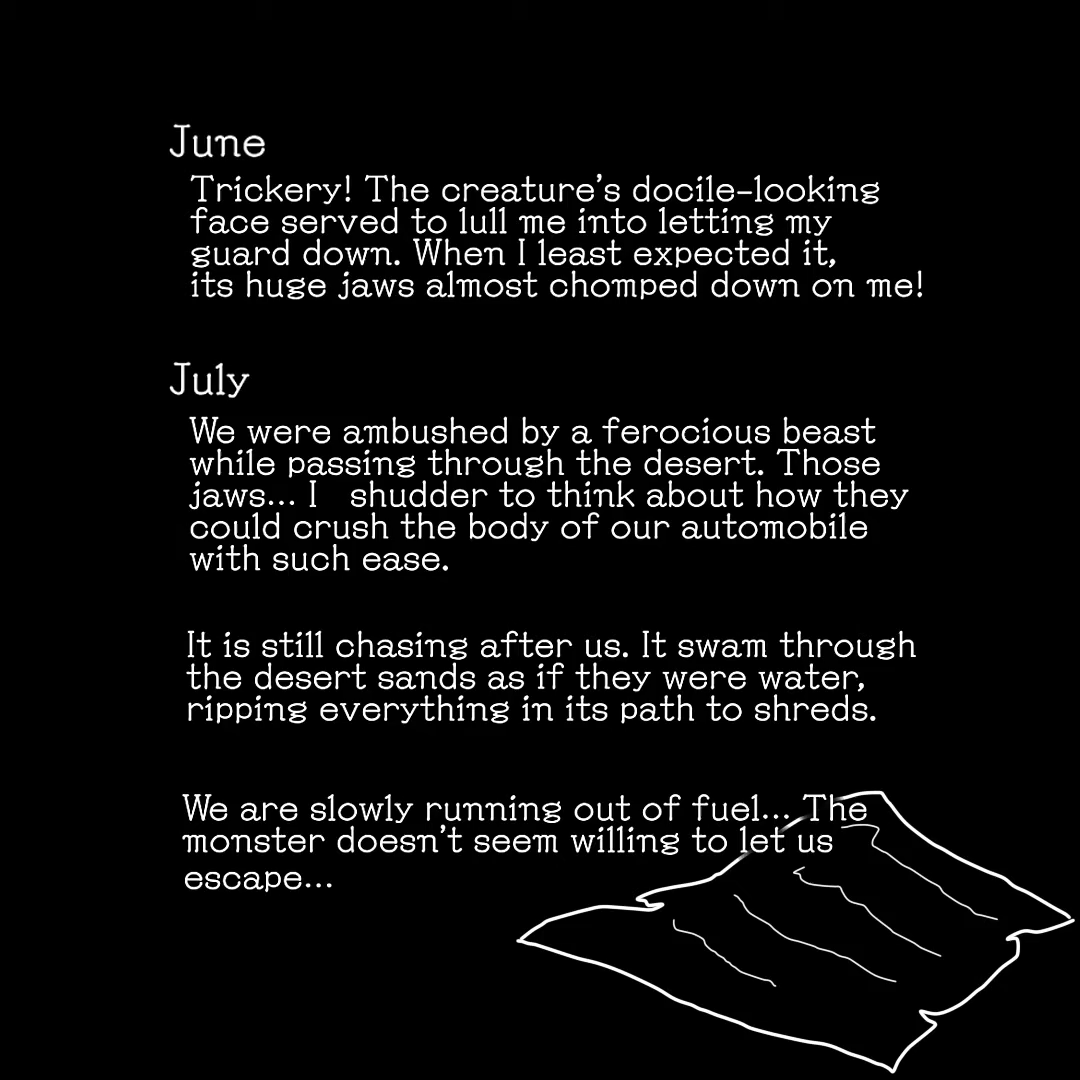 June
Trickery! The creature's docile-looking
face served to lull me into letting my
guard down. When I least expected it,
its huge jaws almost chomped down on me!
July
We were ambushed by a ferocious beast
while passing through the desert. Those
jaws... I shudder to think about how they
could crush the body of our automobile
with such ease.
It is still chasing after us. It swam through
the desert sands as if they were water,
ripping everything in its path to shreds.
We are slowly running out of fuel... The
monster doesn't seem willing to let us
escape...